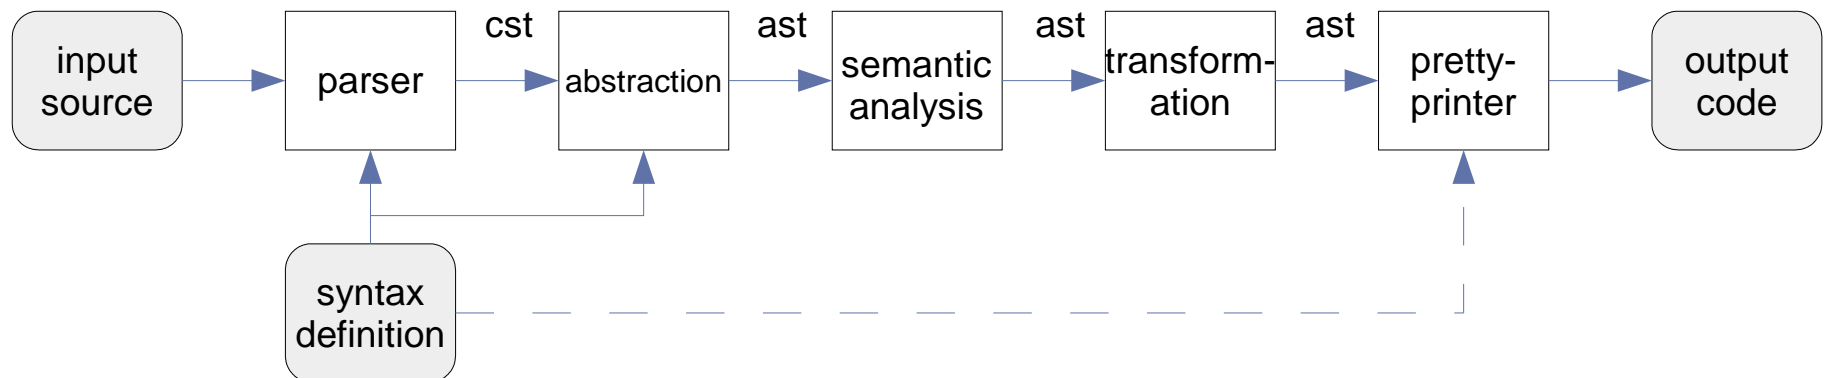 cst
ast
ast
ast
input
source
parser
abstraction
semantic
analysis
transform-
ation
pretty-
printer
output
code
syntax
definition